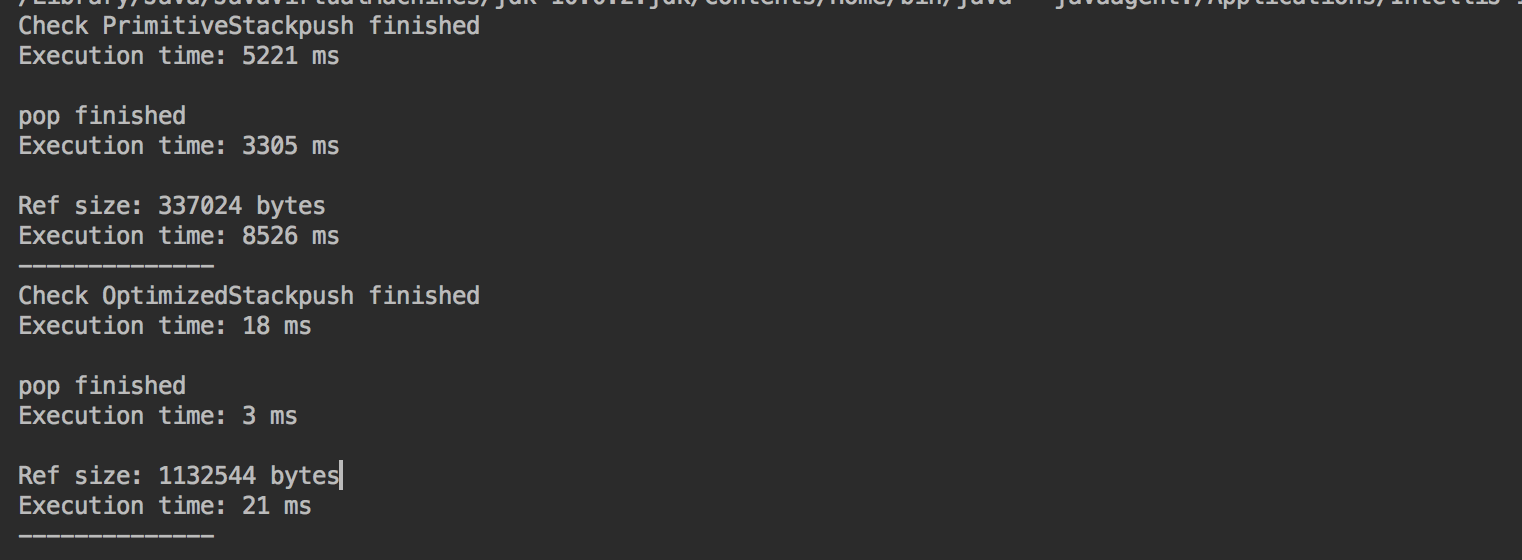 Check PrimitiveStackpush finished
Execution time: 5221 ms
pop finished
Execution time: 3305 ms
Ref size: 337024 bytes
Execution time: 8526 ms
--------------
Check OptimizedStackpush finished
Execution time: 18 ms
pop finished
Execution time: 3 ms
Ref size: 1132544 bytes
Execution time: 21 ms
--------------